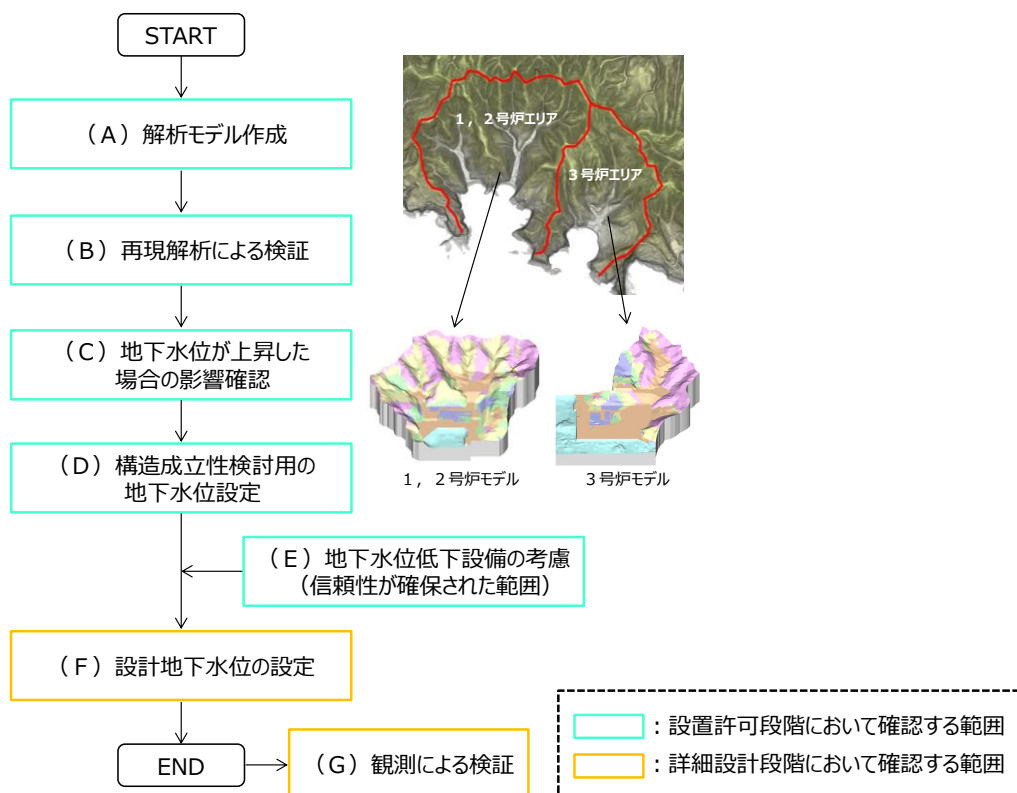 START
（Ａ）解析モデル作成
（Ｂ）再現解析による検証
（Ｃ）地下水位が上昇した
場合の影響確認
（Ｄ）構造成立性検討用の
地下水位設定
（Ｅ）地下水位低下設備の考慮
（信頼性が確保された範囲）
（Ｆ）設計地下水位の設定
END
（Ｇ）観測による検証
１，２号炉エリア
３号炉エリア
１，２号炉モデル
３号炉モデル
：設置許可段階において確認する範囲
：詳細設計段階において確認する範囲